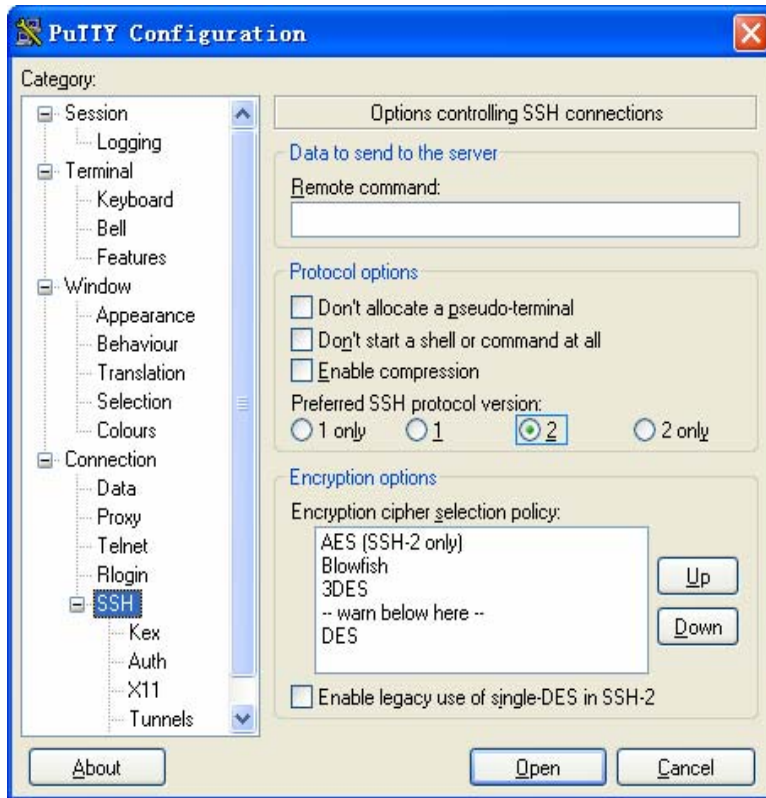 PuTTY Configuration
Category:
Session
Logging
Terminal
Keyboard
Bell
Features
Window
Appearance
Behaviour
Translation
Selection
Colours
Connection
Data
Proxy
Telnet
Rlogin
SSH
Kex
Auth
X11
Tunnels
Options controlling SSH connections
Data to send to the server
Remote command:
Protocol options
Don't allocate a pseudo-terminal
Don't start a shell or command at all
Enable compression
Preferred SSH protocol version:
1 only 1 2 2 only
Encryption options
Encryption cipher selection policy:
AES (SSH-2 only)
Blowfish
3DES
-- warn below here --
DES
Up
Down
Enable legacy use of single-DES in SSH-2
About
Open
Cancel